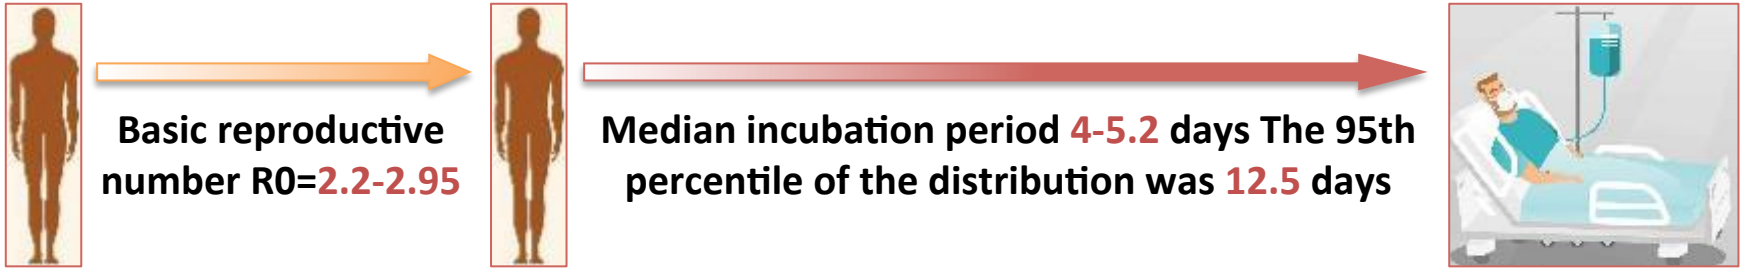 Basic reproductive
number R0=2.2-2.95
Median incubation period 4-5.2 days The 95th
percentile of the distribution was 12.5 days